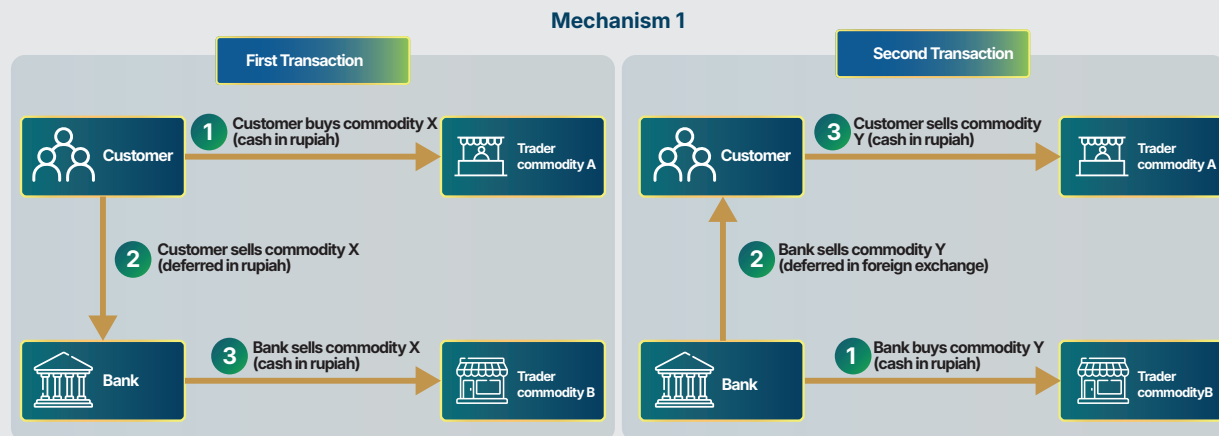 Mechanism 1
First Transaction
1
Customer buys commodity X
(cash in rupiah)
Customer
Trader
commodity A
2
Customer sells commodity X
(deferred in rupiah)
3
Bank sells commodity X
(cash in rupiah)
Bank
Trader
commodity B
Second Transaction
3
Customer sells commodity
Y (cash in rupiah)
Customer
Trader
commodity A
2
Bank sells commodity Y
(deferred in foreign exchange)
1
Bank buys commodity Y
(cash in rupiah)
Bank
Trader
commodityB